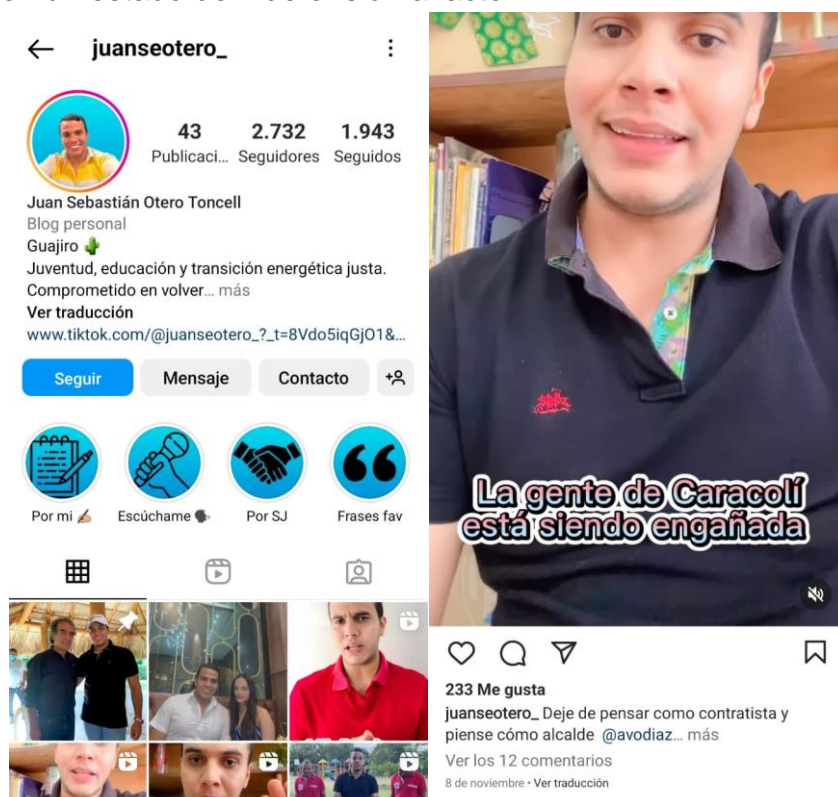 juanseotero_
43
2.732
1.943
Publicaci... Seguidores Seguidos
Juan Sebastián Otero Toncell
Blog personal
Guajiro
Juventud, educación y transición energética justa.
Comprometido en volver... más
Ver traducción
www.tiktok.com/@juanseotero_?_t=8Vdo5iqGjO1&...
Seguir
Mensaje
Contacto
Por mi
Escúchame
Por SJ
Frases fav
La gente de Caracolí
está siendo engañada
233 Me gusta
juanseotero_ Deje de pensar como contratista y
piense cómo alcalde @avodiaz... más
Ver los 12 comentarios
8 de noviembre • Ver traducción